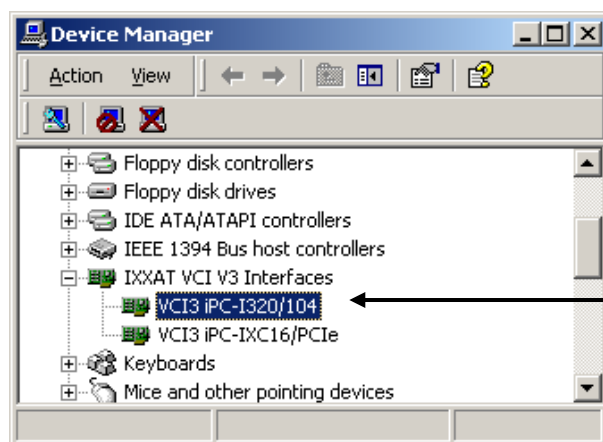 Device Manager
Action View
Floppy disk controllers
Floppy disk drives
IDE ATA/ATAPI controllers
IEEE 1394 Bus host controllers
IXXAT VCI V3 Interfaces
VCI3 iPC-I320/104
VCI3 iPC-IXC16/PCIe
Keyboards
Mice and other pointing devices